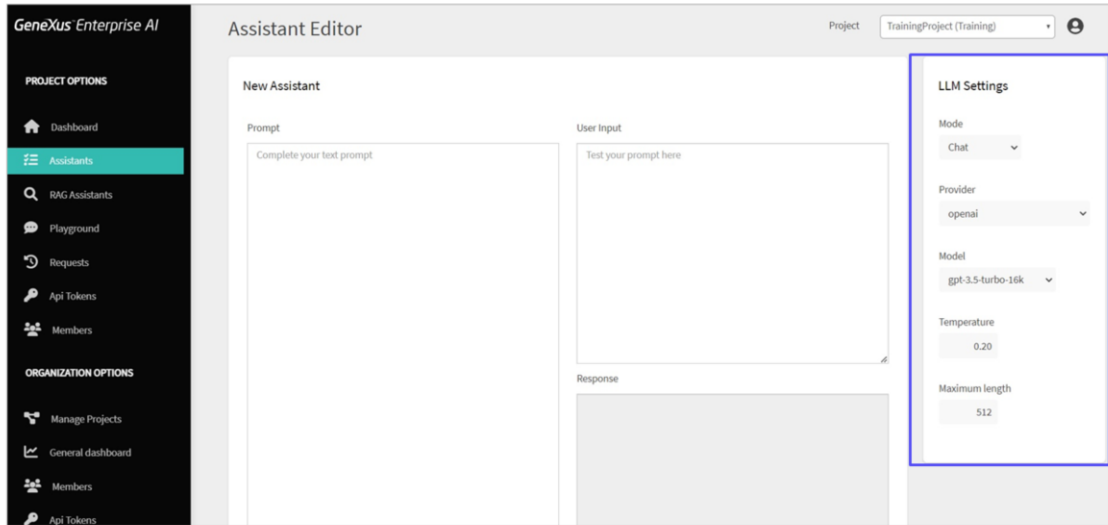 GeneXus Enterprise AI
PROJECT OPTIONS
Dashboard
Assistants
RAG Assistants
Playground
Requests
Api Tokens
Members
ORGANIZATION OPTIONS
Manage Projects
General dashboard
Members
Api Tokens
Assistant Editor
Project
TrainingProject (Training)
New Assistant
Prompt
Complete your text prompt
User Input
Test your prompt here
Response
LLM Settings
Mode
Chat
Provider
openai
Model
gpt-3.5-turbo-16k
Temperature
0.20
Maximum length
512